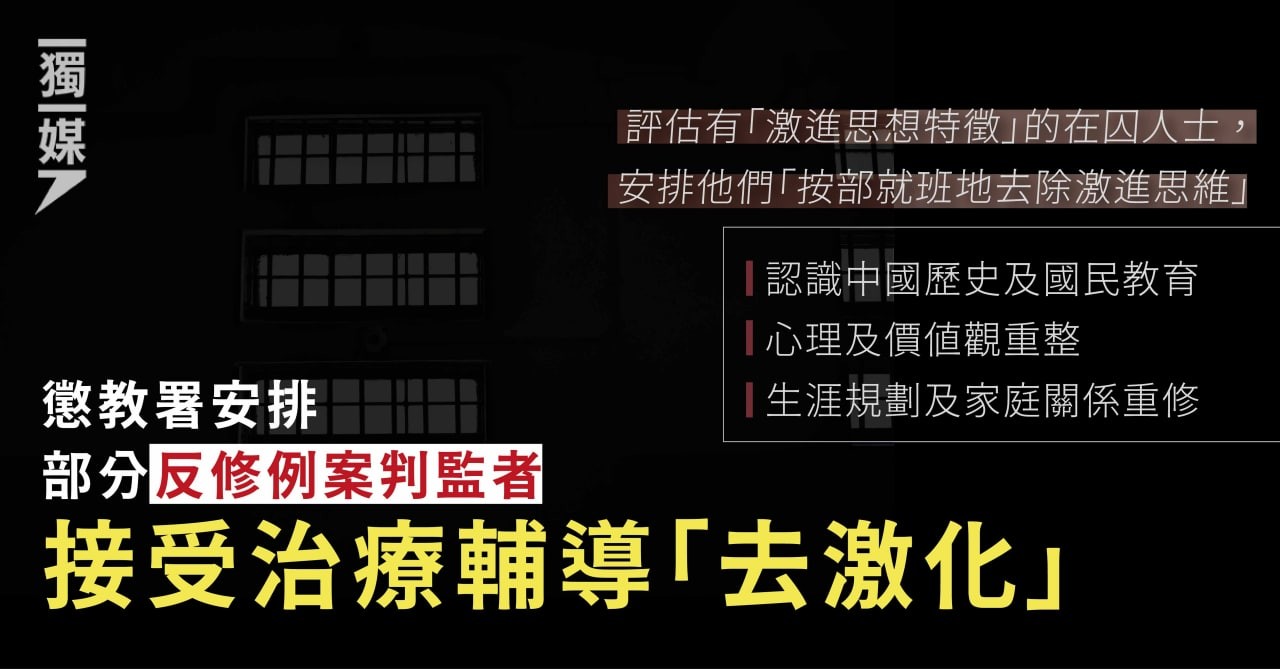 獨媒
評估有「激進思想特徵」的在囚人士，
安排他們「按部就班地去除激進思維」
認識中國歷史及國民教育
心理及價值觀重整
生涯規劃及家庭關係重修
懲教署安排
部分反修例案判監者
接受治療輔導「去激化」